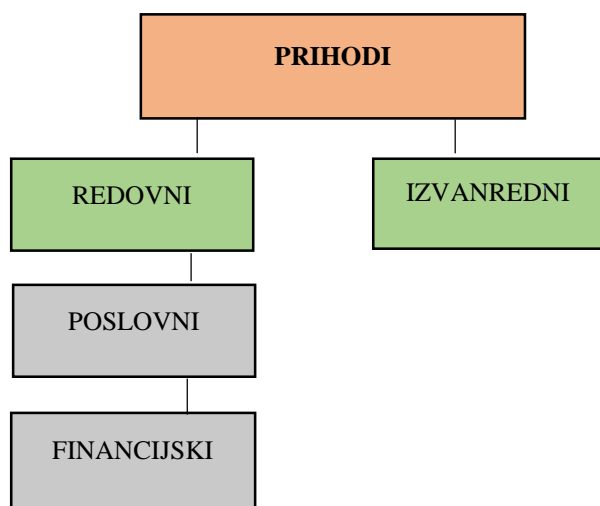 PRIHODI
REDOVNI
IZVANREDNI
POSLOVNI
FINANCIJSKI